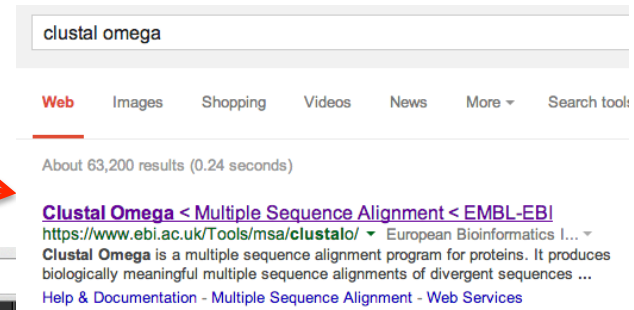 clustal omega
Web Images Shopping Videos News More Search tools
About 63,200 results (0.24 seconds)
Clustal Omega < Multiple Sequence Alignment < EMBL-EBI
https://www.ebi.ac.uk/Tools/msa/clustalo/ European Bioinformatics I...
Clustal Omega is a multiple sequence alignment program for proteins. It produces
biologically meaningful multiple sequence alignments of divergent sequences ...
Help & Documentation - Multiple Sequence Alignment - Web Services